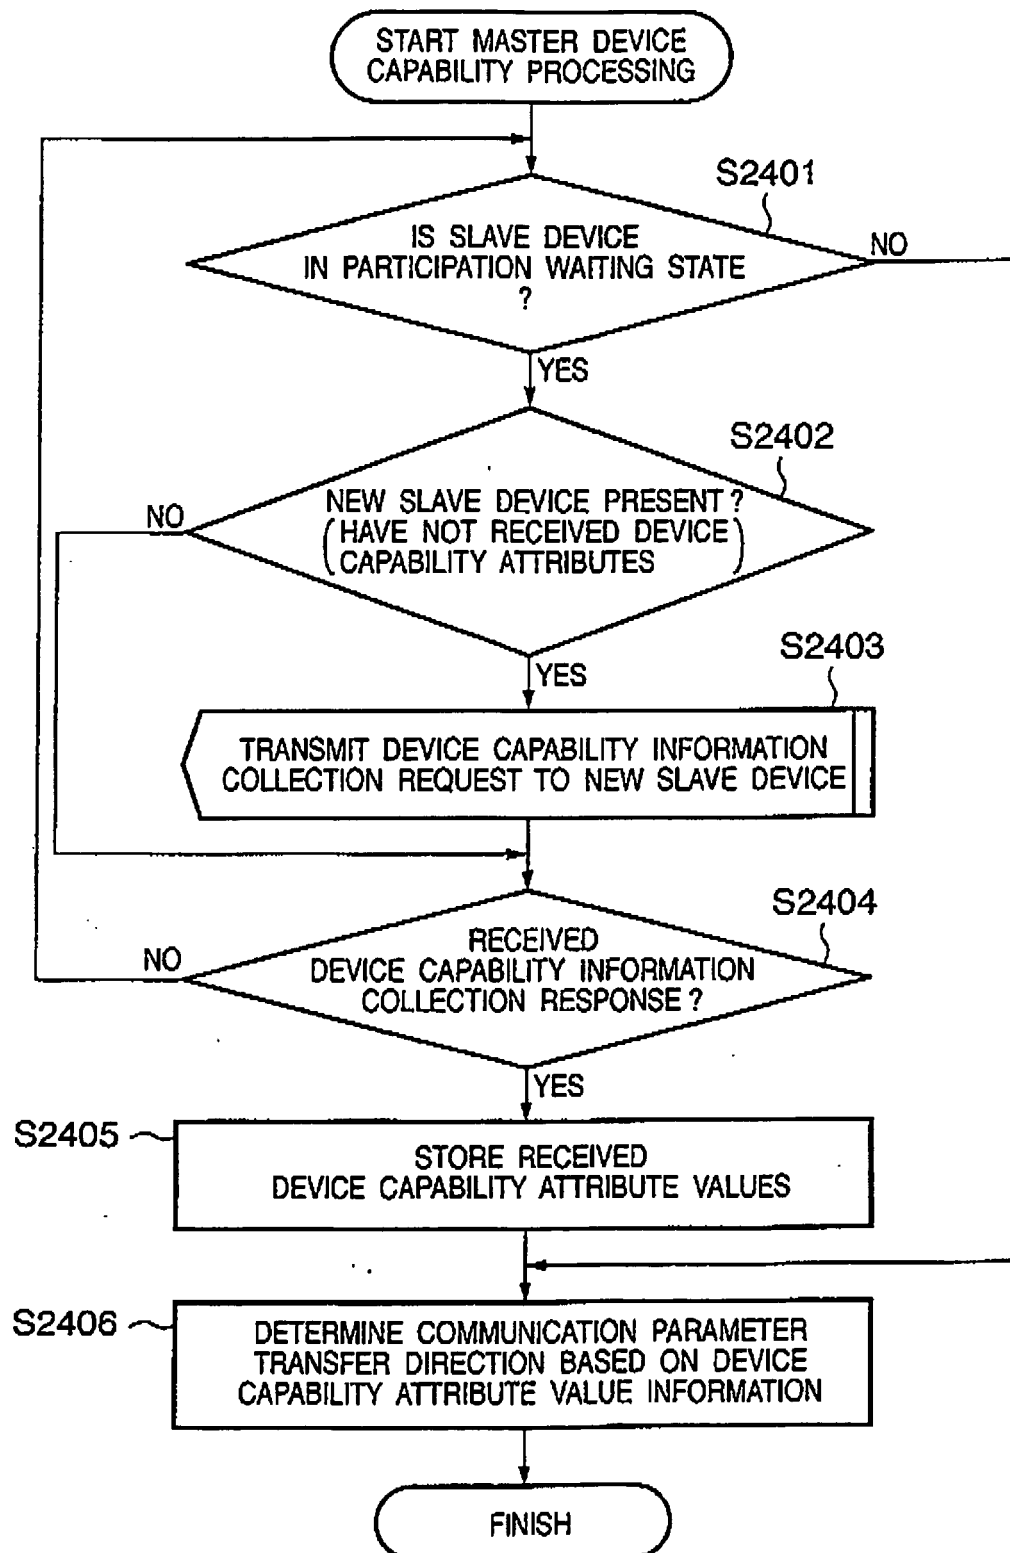 START MASTER DEVICE
CAPABILITY PROCESSING
S2401
IS SLAVE DEVICE
IN PARTICIPATION WAITING STATE
?
NO
YES
S2402
NEW SLAVE DEVICE PRESENT?
(HAVE NOT RECEIVED DEVICE
CAPABILITY ATTRIBUTES)
NO
YES
S2403
TRANSMIT DEVICE CAPABILITY INFORMATION
COLLECTION REQUEST TO NEW SLAVE DEVICE
S2404
RECEIVED
DEVICE CAPABILITY INFORMATION
COLLECTION RESPONSE?
NO
YES
S2405
STORE RECEIVED
DEVICE CAPABILITY ATTRIBUTE VALUES
S2406
DETERMINE COMMUNICATION PARAMETER
TRANSFER DIRECTION BASED ON DEVICE
CAPABILITY ATTRIBUTE VALUE INFORMATION
FINISH